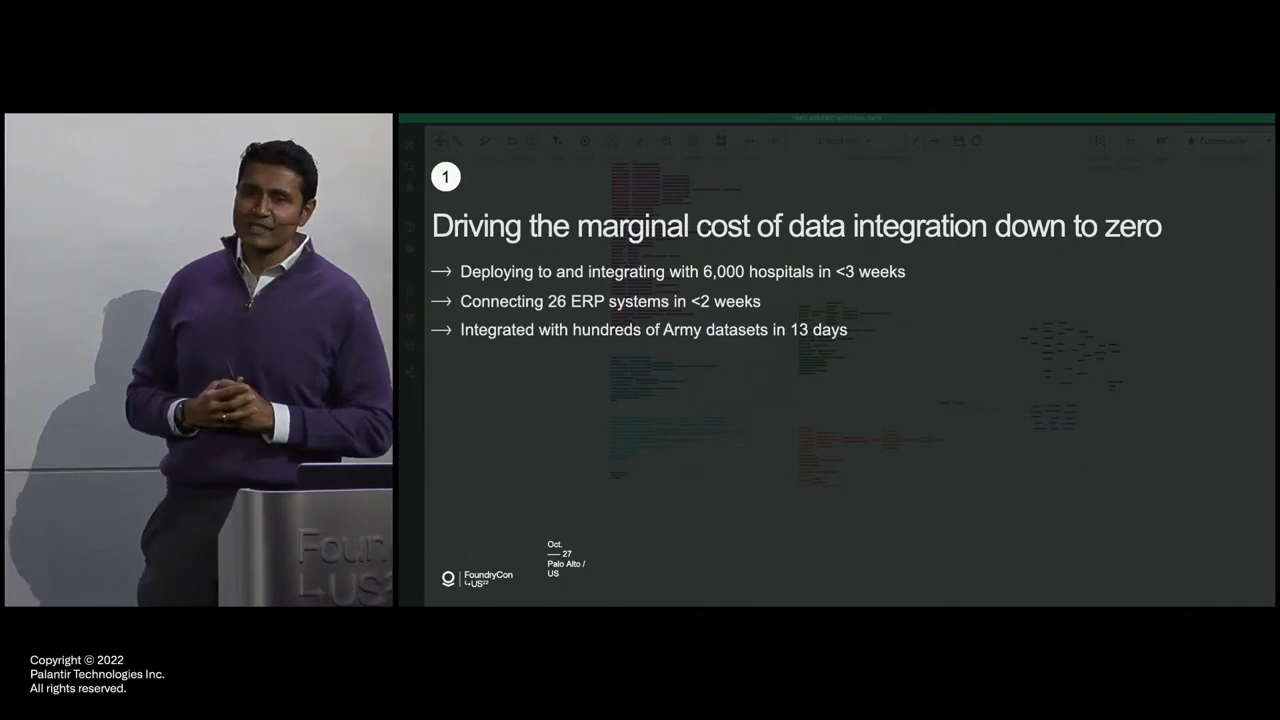 1
Driving the marginal cost of data integration down to zero
→ Deploying to and integrating with 6,000 hospitals in <3 weeks
→ Connecting 26 ERP systems in <2 weeks
→ Integrated with hundreds of Army datasets in 13 days
Foun
↳US
FoundryCon
↳US²²
Oct.
— 27
Palo Alto /
US
Copyright © 2022
Palantir Technologies Inc.
All rights reserved.